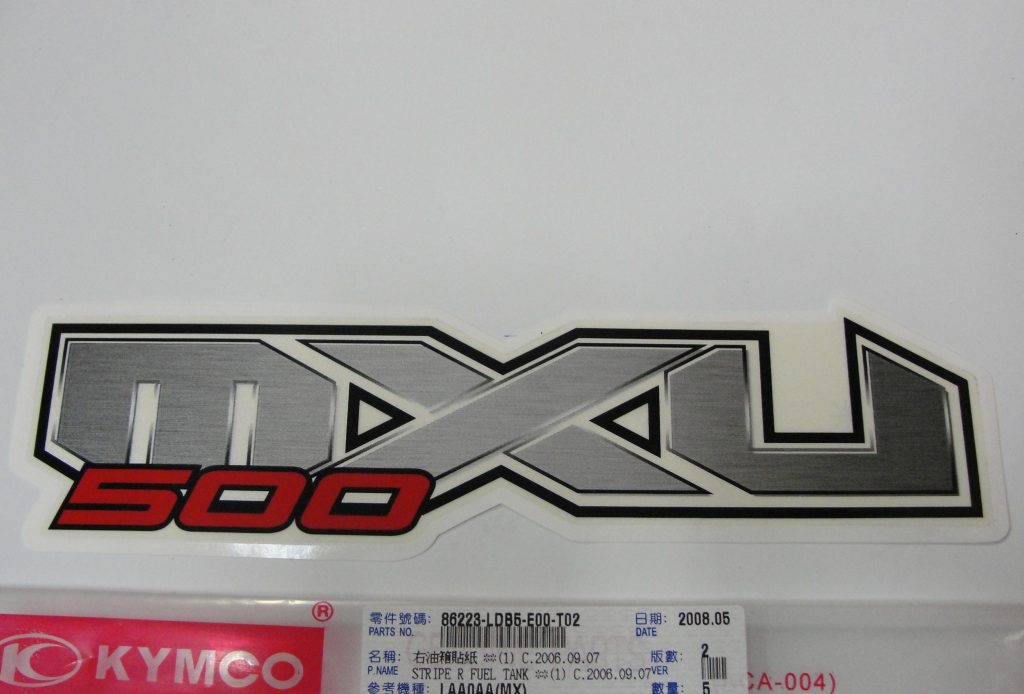 MXU
500
®
KYMCO
零件號碼: 86223-LDB5-E00-T02
PARTS NO.
日期: 2008.05
DATE
名稱: 右油箱貼紙 **(1) C.2006.09.07
P.NAME STRIPE R FUEL TANK **(1) C.2006.09.07
版數: 2
VER
參考機種: LAA0AA(MX)
數量: 5
CA-004)